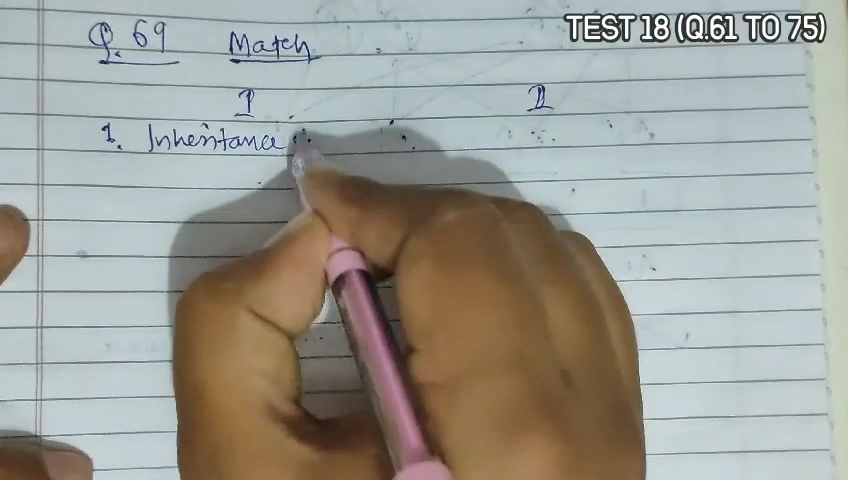 TEST 18 (Q.61 TO 75)
Q. 69 Match
I II
1. Inheritance